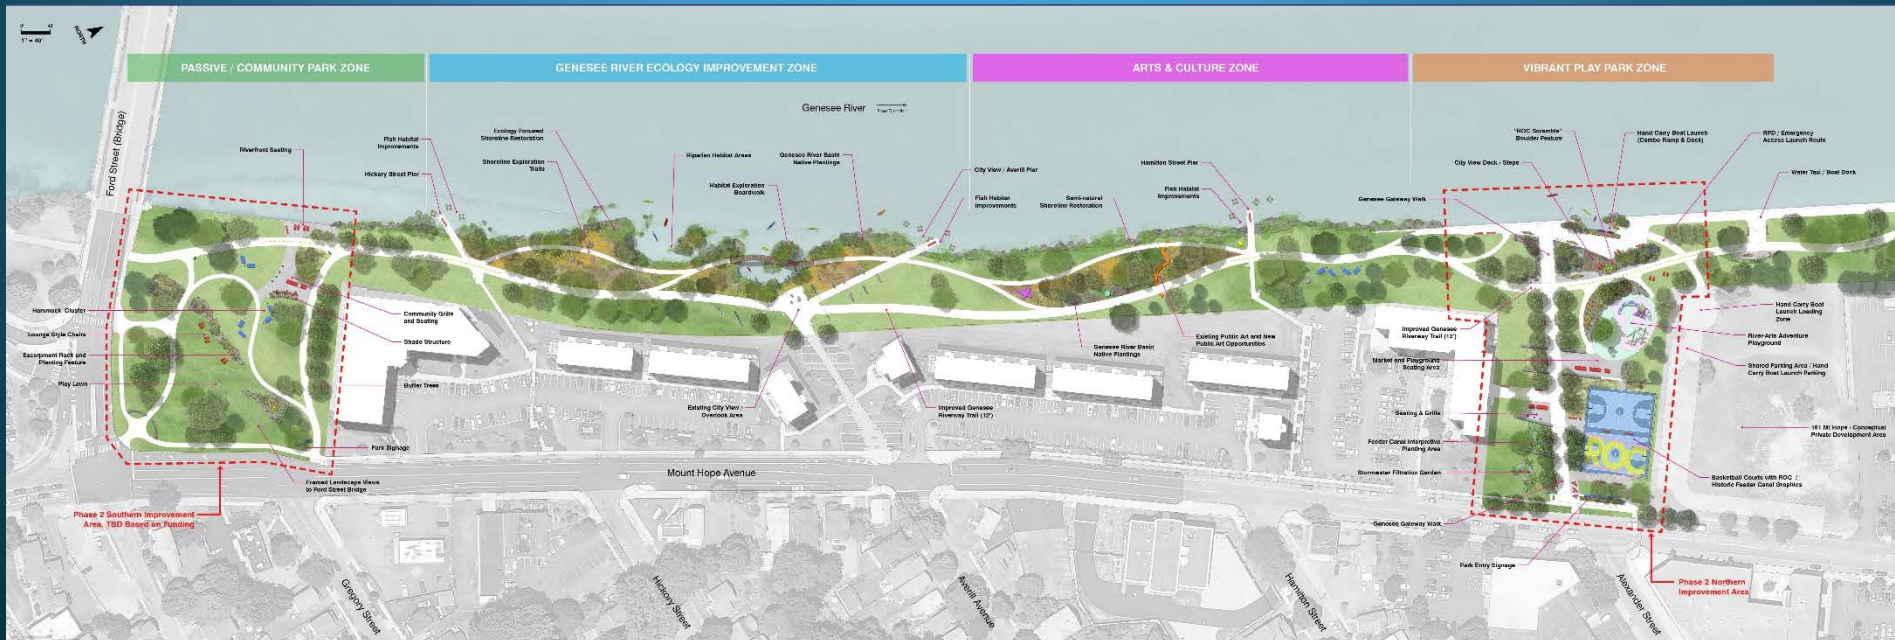 0' 40'
1" = 40'
NORTH
PASSIVE / COMMUNITY PARK ZONE
GENESEE RIVER ECOLOGY IMPROVEMENT ZONE
ARTS & CULTURE ZONE
VIBRANT PLAY PARK ZONE
Genesee River
Ford Street (Bridge)
Riverfront Seating
Fish Habitat
Improvements
Hickory Street Pier
Ecology Focused
Shoreline Restoration
Shoreline Exploration
Trails
Riparian Habitat Areas
Habitat Exploration
Boardwalk
Genesee River Basin
Native Plantings
City View / Averill Pier
Fish Habitat
Improvements
Semi-natural
Shoreline Restoration
Hamilton Street Pier
Fish Habitat
Improvements
Genesee Gateway Walk
City View Deck - Steps
"ROC Scramble"
Boulder Feature
Hand Carry Boat Launch
(Combo Ramp & Dock)
RFD / Emergency
Access Launch Route
Water Taxi / Boat Dock
Hammock Cluster
Lounge Style Chairs
Escarpment Rock and
Planting Feature
Play Lawn
Community Grills
and Seating
Shade Structure
Buffer Trees
Park Signage
Framed Landscape Views
to Ford Street Bridge
Existing City View /
Overlook Area
Improved Genesee
Riverway Trail (12')
Genesee River Basin
Native Plantings
Existing Public Art and New
Public Art Opportunities
Improved Genesee
Riverway Trail (12')
Market and Playground
Seating Area
Seating & Grills
Feeder Canal Interpretive
Planting Area
Stormwater Filtration Garden
Genesee Gateway Walk
Park Entry Signage
Hand Carry Boat
Launch Loading
Zone
River-Arts Adventure
Playground
Shared Parking Area - Hand
Carry Boat Launch Parking
151 Mt Hope - Conceptual
Private Development Area
Basketball Courts with ROC /
Historic Feeder Canal Graphics
ROC
Mount Hope Avenue
Phase 2 Southern Improvement
Area, TBD Based on Funding
Phase 2 Northern
Improvement Area
Gregory Street
Hickory Street
Averill Avenue
Hamilton Street
Alexander Street